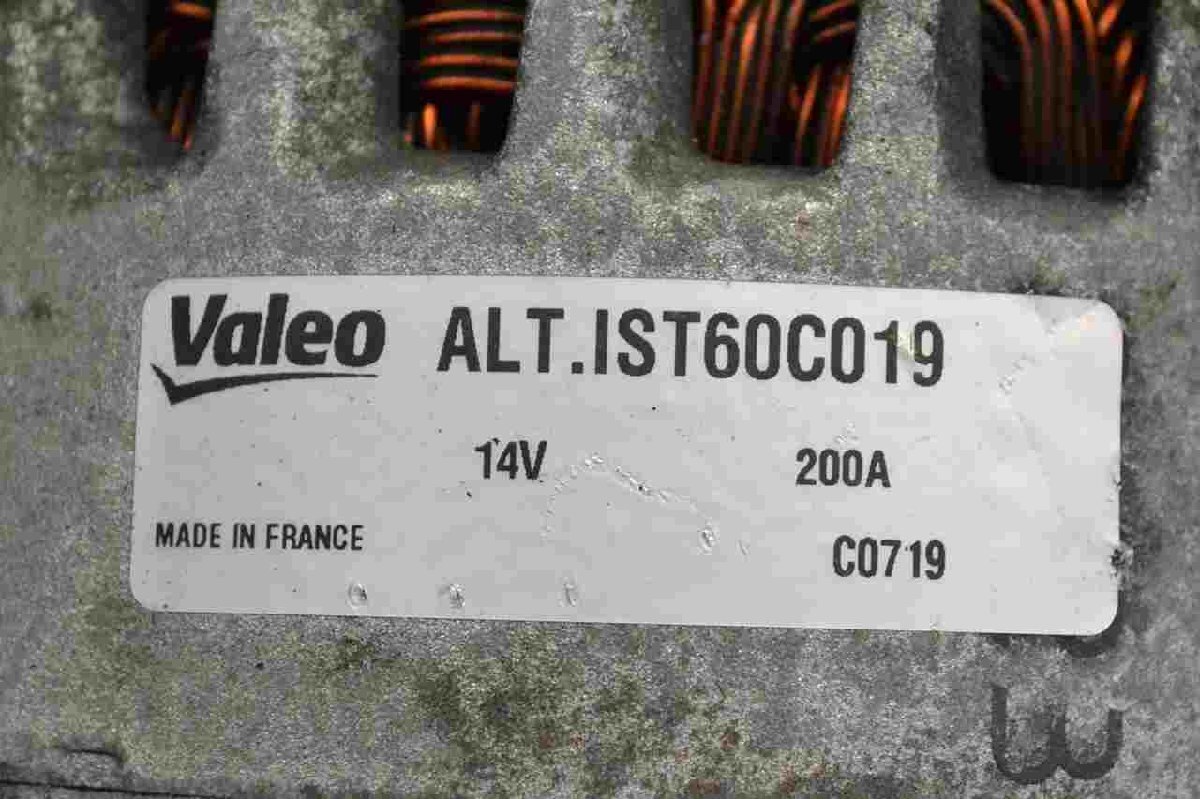 Valeo ALT.IST60C019
14V 200A
MADE IN FRANCE C0719